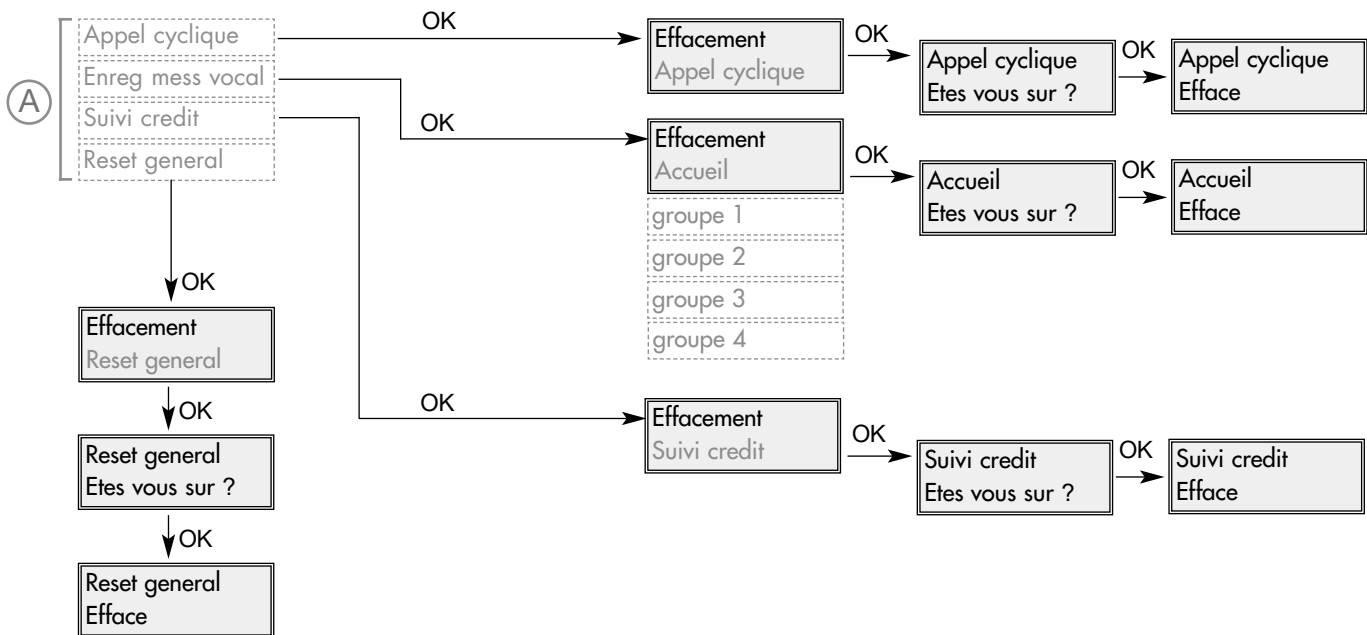 A
Appel cyclique
Enreg mess vocal
Suivi credit
Reset general
OK
Effacement
Appel cyclique
OK
Appel cyclique
Etes vous sur ?
OK
Appel cyclique
Efface
OK
Effacement
Accueil
groupe 1
groupe 2
groupe 3
groupe 4
OK
Accueil
Etes vous sur ?
OK
Accueil
Efface
OK
Effacement
Suivi credit
OK
Suivi credit
Etes vous sur ?
OK
Suivi credit
Efface
OK
Effacement
Reset general
OK
Reset general
Etes vous sur ?
OK
Reset general
Efface